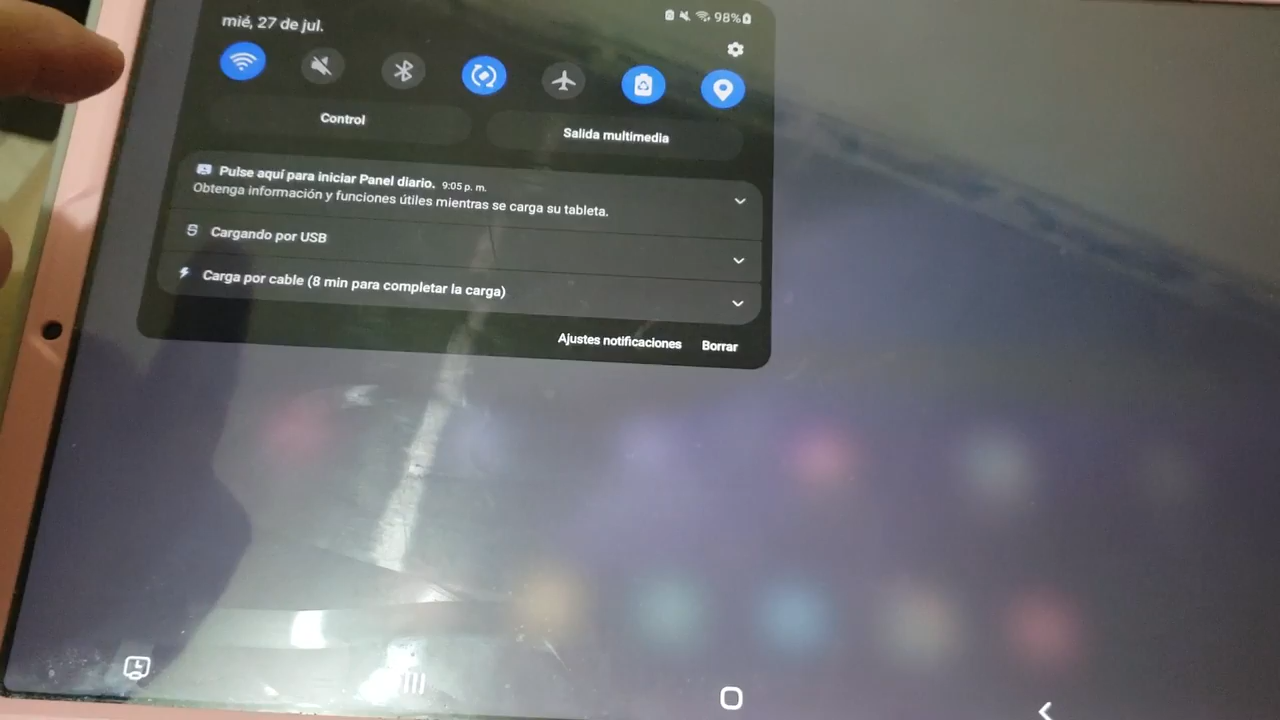 98%
mié, 27 de jul.
Control
Salida multimedia
Pulse aquí para iniciar Panel diario. 9:05 p. m.
Obtenga información y funciones útiles mientras se carga su tableta.
Cargando por USB
Carga por cable (8 min para completar la carga)
Ajustes notificaciones
Borrar